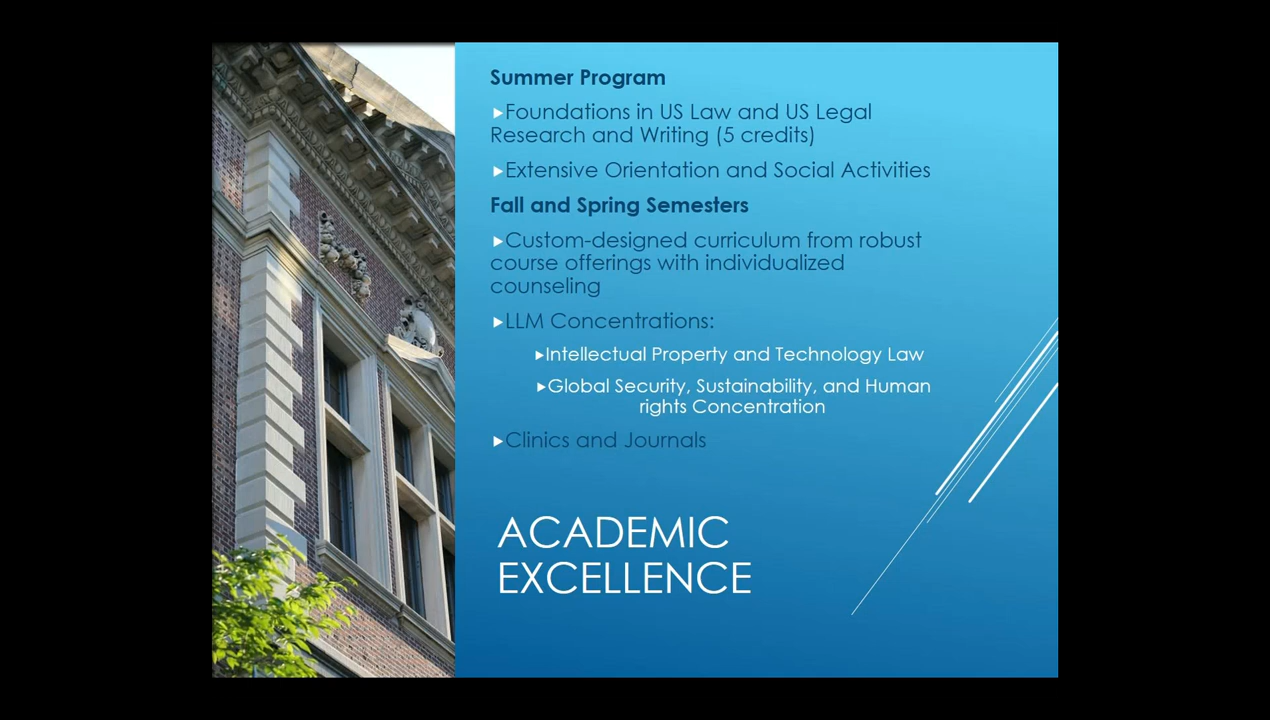 Summer Program
Foundations in US Law and US Legal
Research and Writing (5 credits)
Extensive Orientation and Social Activities
Fall and Spring Semesters
Custom-designed curriculum from robust
course offerings with individualized
counseling
LLM Concentrations:
Intellectual Property and Technology Law
Global Security, Sustainability, and Human
rights Concentration
Clinics and Journals
ACADEMIC
EXCELLENCE